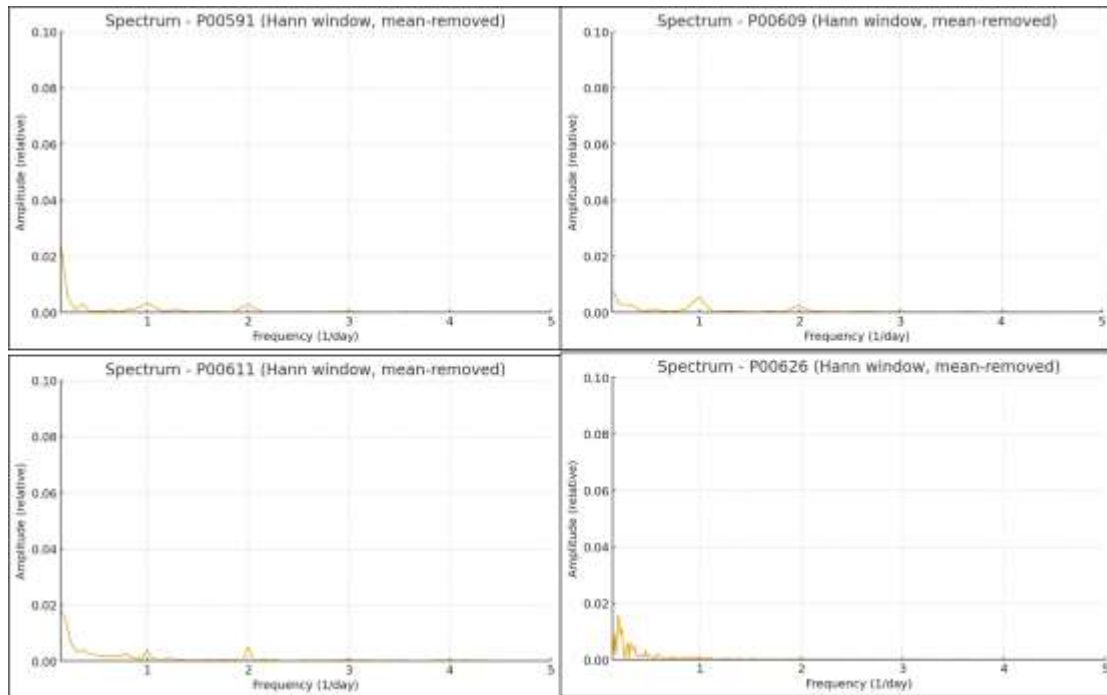 Spectrum - P00591 (Hann window, mean-removed)
0.10
0.08
0.06
0.04
0.02
0.00
Amplitude (relative)
1 2 3 4 5
Frequency (1/day)
Spectrum - P00609 (Hann window, mean-removed)
0.10
0.08
0.06
0.04
0.02
0.00
Amplitude (relative)
1 2 3 4 5
Frequency (1/day)
Spectrum - P00611 (Hann window, mean-removed)
0.10
0.08
0.06
0.04
0.02
0.00
Amplitude (relative)
1 2 3 4 5
Frequency (1/day)
Spectrum - P00626 (Hann window, mean-removed)
0.10
0.08
0.06
0.04
0.02
0.00
Amplitude (relative)
1 2 3 4 5
Frequency (1/day)